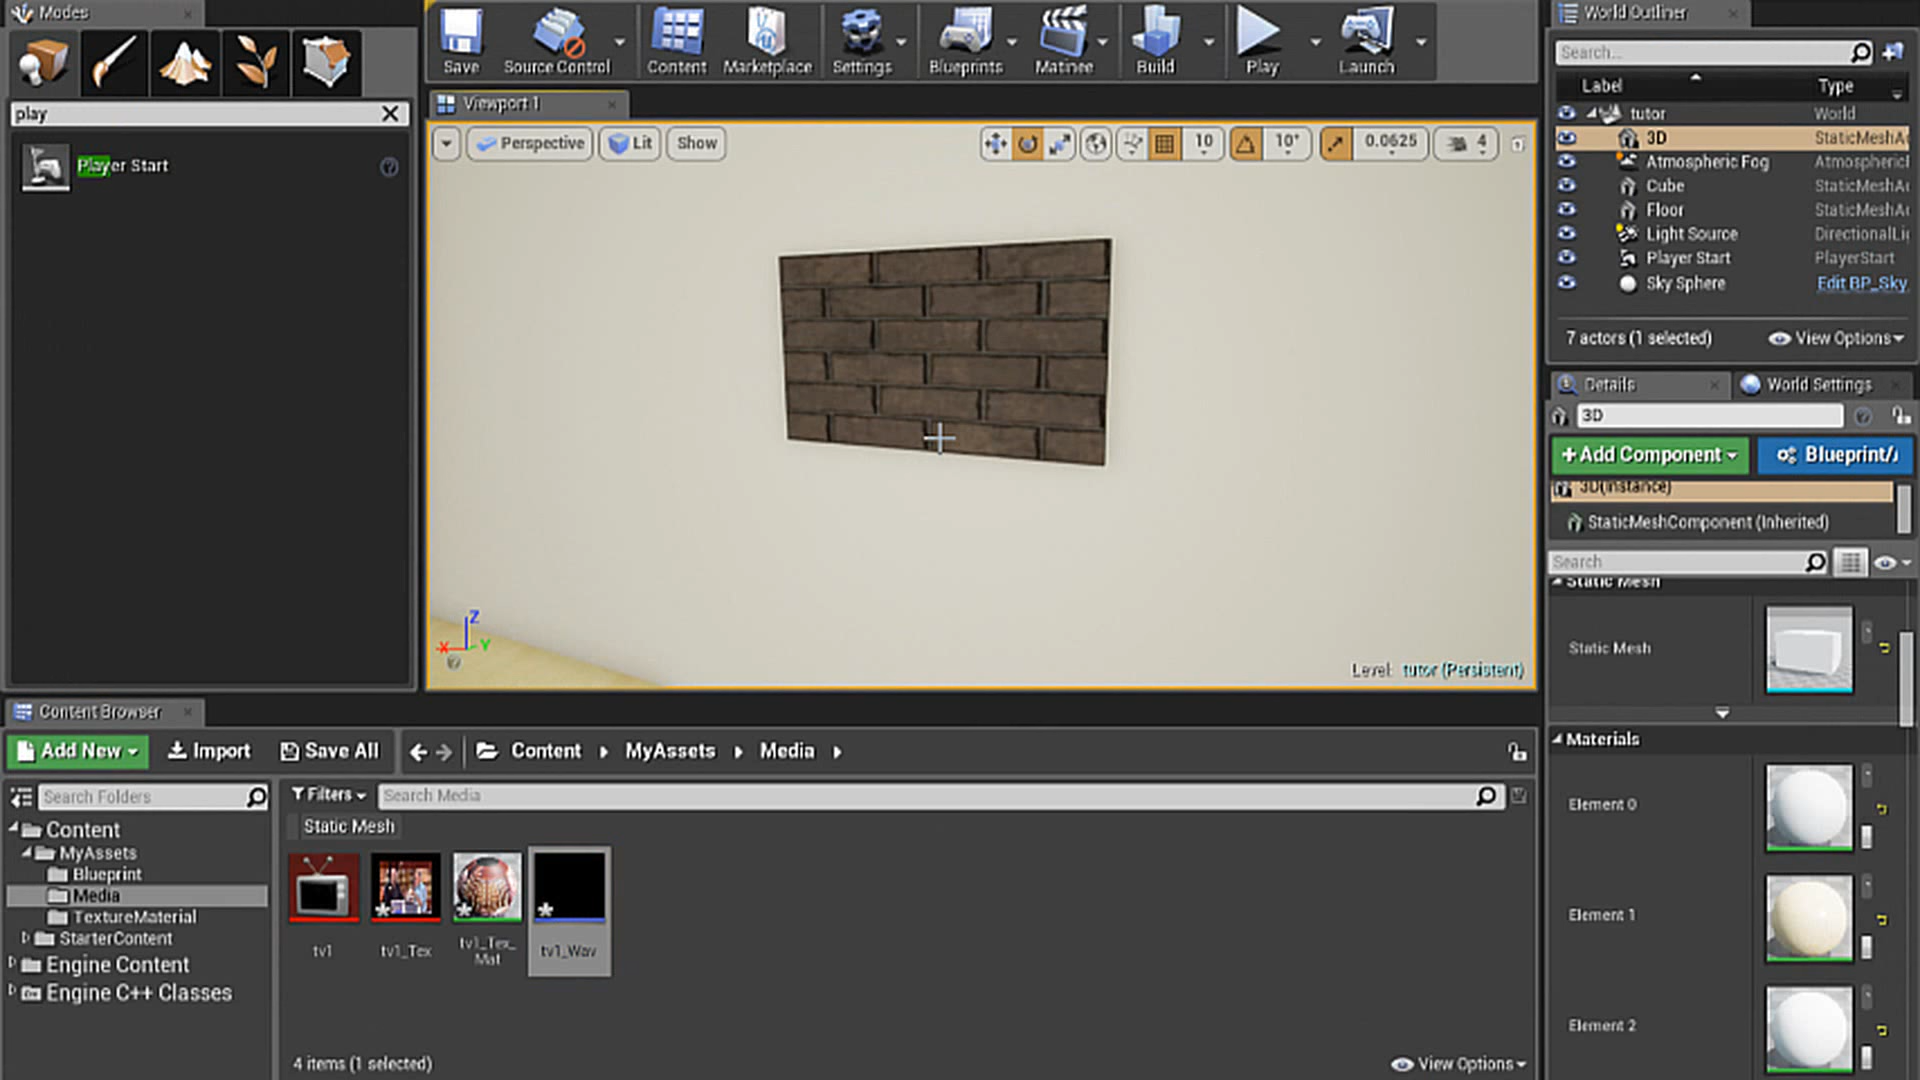 Modes
play
Player Start
Save
Source Control
Content
Marketplace
Settings
Blueprints
Matinee
Build
Play
Launch
Viewport 1
Perspective
Lit
Show
10
10°
0.0625
4
X
Z
Y
Level: tutor (Persistent)
World Outliner
Search...
Label
Type
tutor
World
3D
StaticMeshA
Atmospheric Fog
Atmospheric
Cube
StaticMeshA
Floor
StaticMeshA
Light Source
DirectionalLi
Player Start
PlayerStart
Sky Sphere
Edit BP_Sky
7 actors (1 selected)
View Options
Details
World Settings
3D
+Add Component
Blueprint/
3D(Instance)
StaticMeshComponent (Inherited)
Search
Static Mesh
Static Mesh
Materials
Element 0
Element 1
Element 2
Content Browser
Add New
Import
Save All
Content
MyAssets
Media
Search Folders
Filters
Search Media
Static Mesh
Content
MyAssets
Blueprint
Media
TextureMaterial
StarterContent
Engine Content
Engine C++ Classes
tv1
tv1_Tex
tv1_Tex_
Mat
tv1_Wav
4 items (1 selected)
View Options